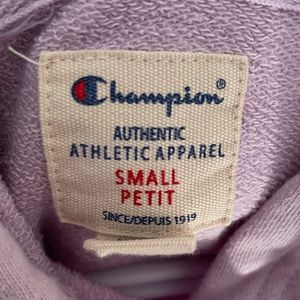 Champion®
AUTHENTIC
ATHLETIC APPAREL
SMALL
PETIT
SINCE/DEPUIS 1919